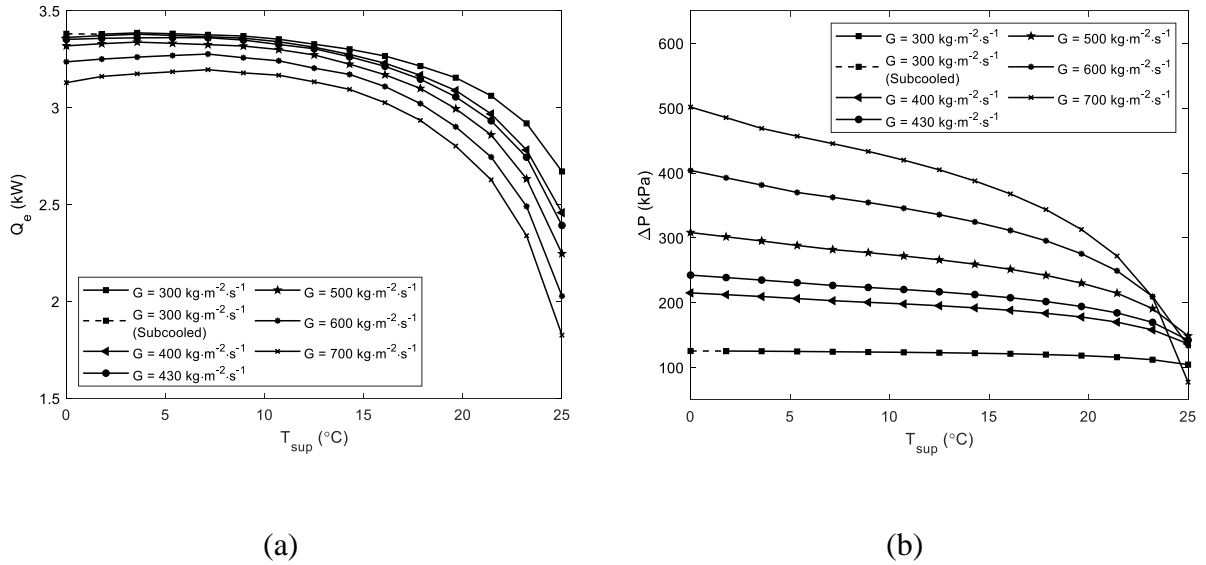 3.5
3
2.5
2
1.5
Q_e (kW)
G = 300 kg·m⁻²·s⁻¹
G = 300 kg·m⁻²·s⁻¹
(Subcooled)
G = 400 kg·m⁻²·s⁻¹
G = 430 kg·m⁻²·s⁻¹
G = 500 kg·m⁻²·s⁻¹
G = 600 kg·m⁻²·s⁻¹
G = 700 kg·m⁻²·s⁻¹
0 5 10 15 20 25
T_sup (°C)
(a)
600
500
400
300
200
100
ΔP (kPa)
G = 300 kg·m⁻²·s⁻¹
G = 300 kg·m⁻²·s⁻¹
(Subcooled)
G = 400 kg·m⁻²·s⁻¹
G = 430 kg·m⁻²·s⁻¹
G = 500 kg·m⁻²·s⁻¹
G = 600 kg·m⁻²·s⁻¹
G = 700 kg·m⁻²·s⁻¹
0 5 10 15 20 25
T_sup (°C)
(b)